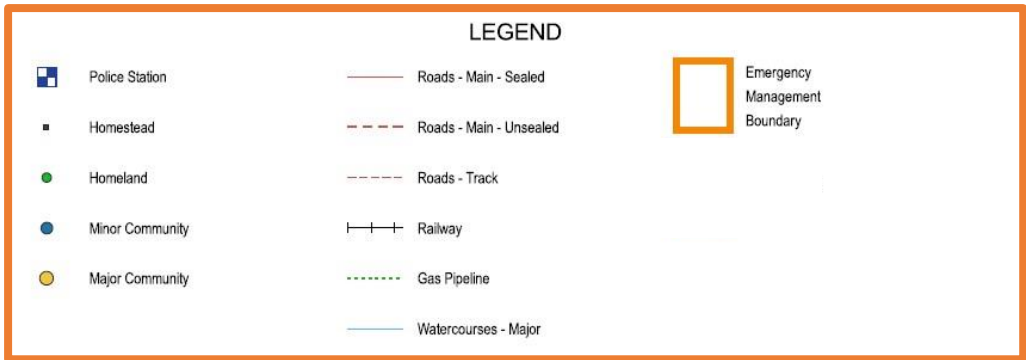 LEGEND
Police Station
Homestead
Homeland
Minor Community
Major Community
Roads - Main - Sealed
Roads - Main - Unsealed
Roads - Track
Railway
Gas Pipeline
Watercourses - Major
Emergency
Management
Boundary